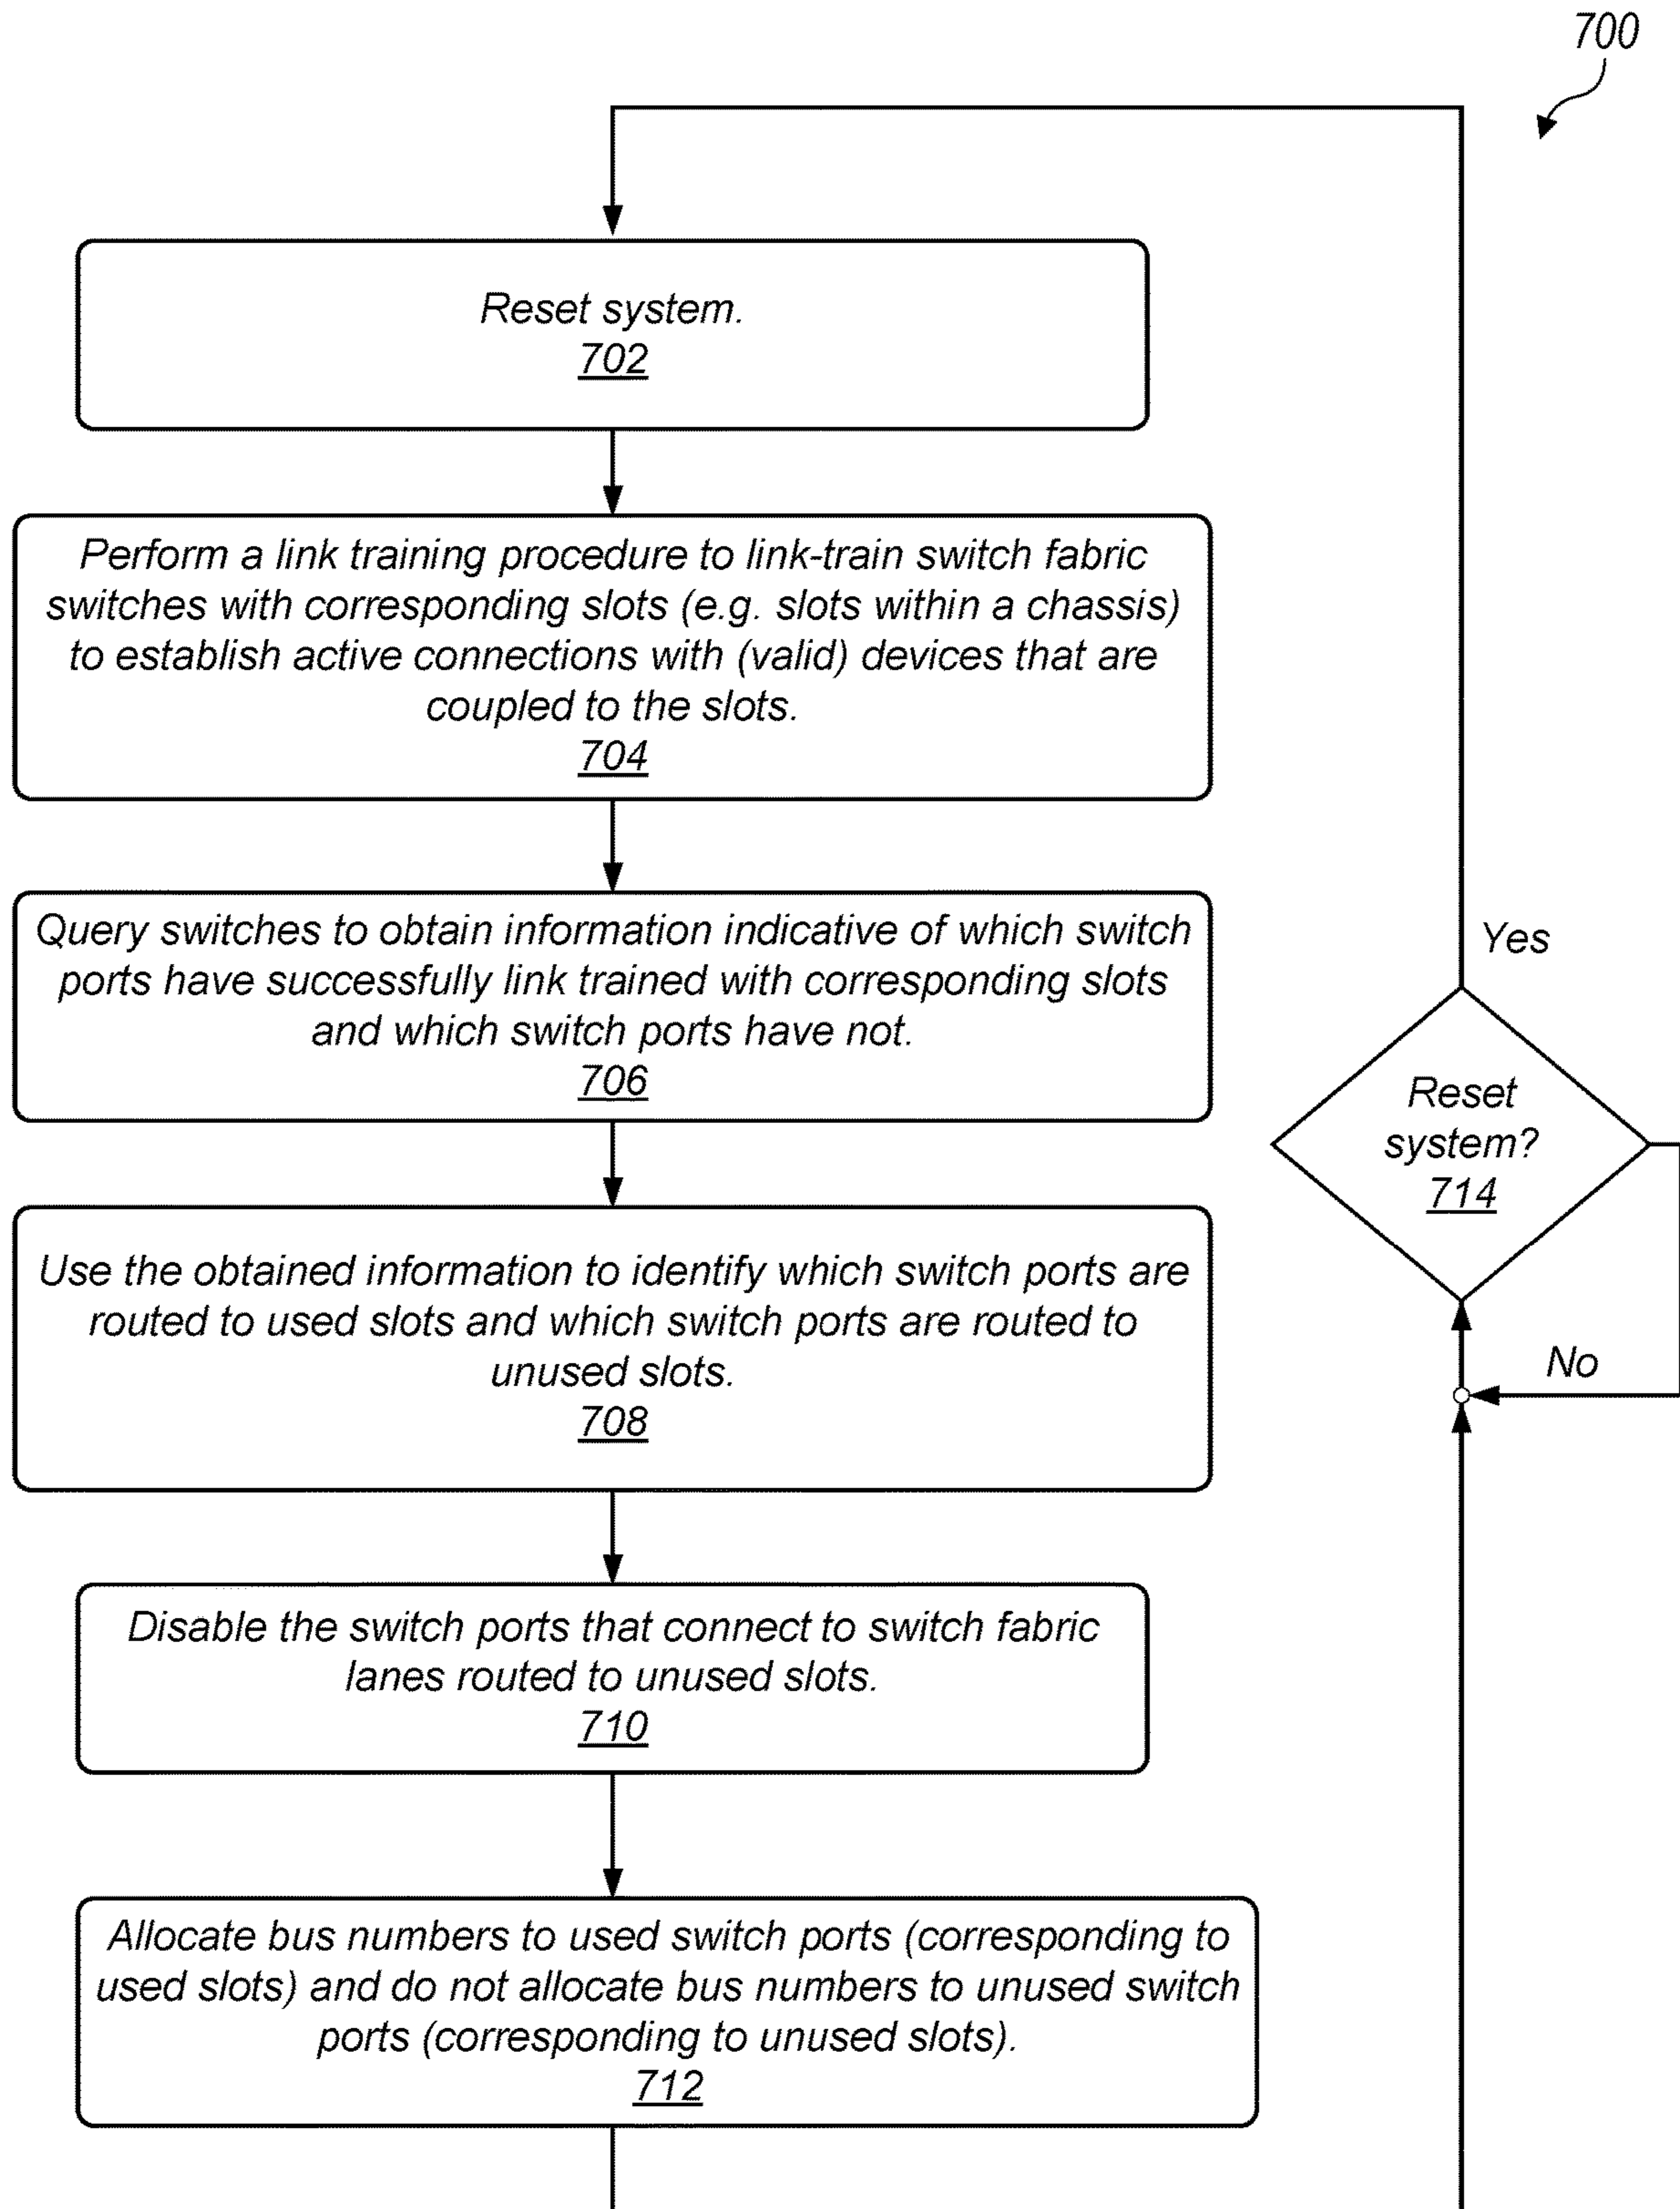 700
Reset system.
702
Perform a link training procedure to link-train switch fabric
switches with corresponding slots (e.g. slots within a chassis)
to establish active connections with (valid) devices that are
coupled to the slots.
704
Query switches to obtain information indicative of which switch
ports have successfully link trained with corresponding slots
and which switch ports have not.
706
Use the obtained information to identify which switch ports are
routed to used slots and which switch ports are routed to
unused slots.
708
Disable the switch ports that connect to switch fabric
lanes routed to unused slots.
710
Allocate bus numbers to used switch ports (corresponding to
used slots) and do not allocate bus numbers to unused switch
ports (corresponding to unused slots).
712
Yes
Reset
system?
714
No